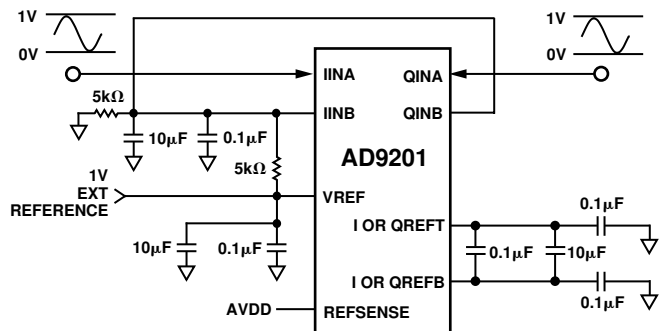 1V
0V
1V
0V
IINA
QINA
5kΩ
IINB
QINB
10µF
0.1µF
5kΩ
AD9201
1V
EXT
REFERENCE
VREF
10µF
0.1µF
I OR QREFT
0.1µF
0.1µF
10µF
I OR QREFB
0.1µF
AVDD
REFSENSE